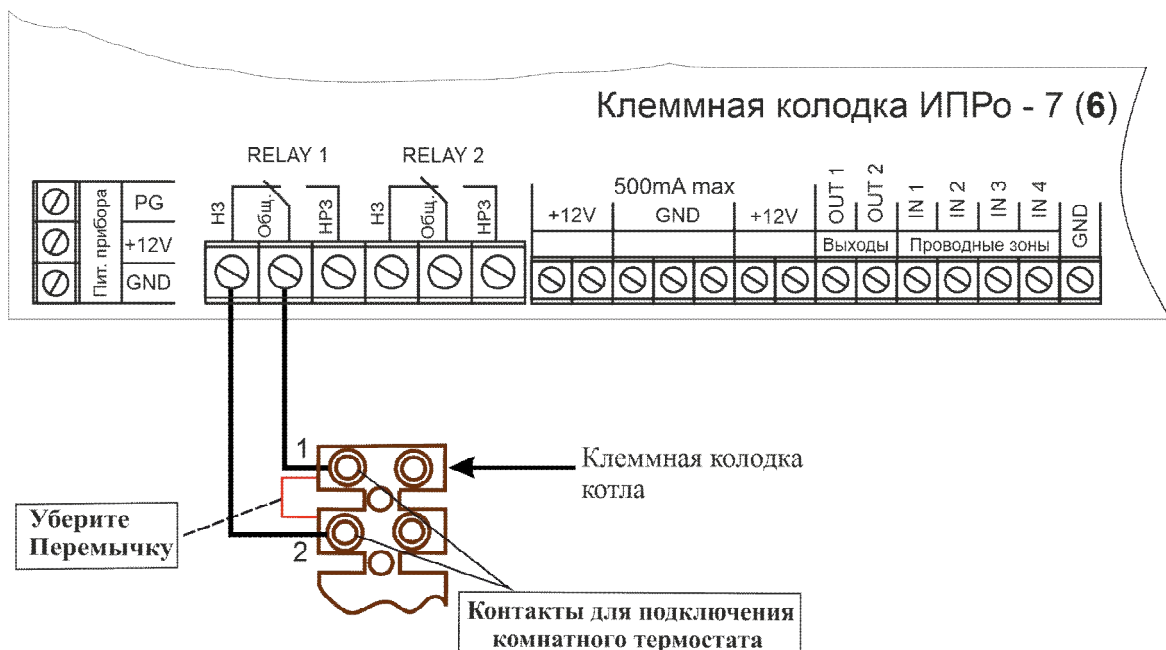 Клеммная колодка ИПРо - 7 (6)
RELAY 1
RELAY 2
НЗ
Общ.
НРЗ
НЗ
Общ.
НРЗ
Пит. прибора
PG
+12V
GND
500mA max
+12V
GND
+12V
OUT 1
OUT 2
IN 1
IN 2
IN 3
IN 4
GND
Выходы
Проводные зоны
1
2
Клеммная колодка
котла
Уберите
Перемычку
Контакты для подключения
комнатного термостата